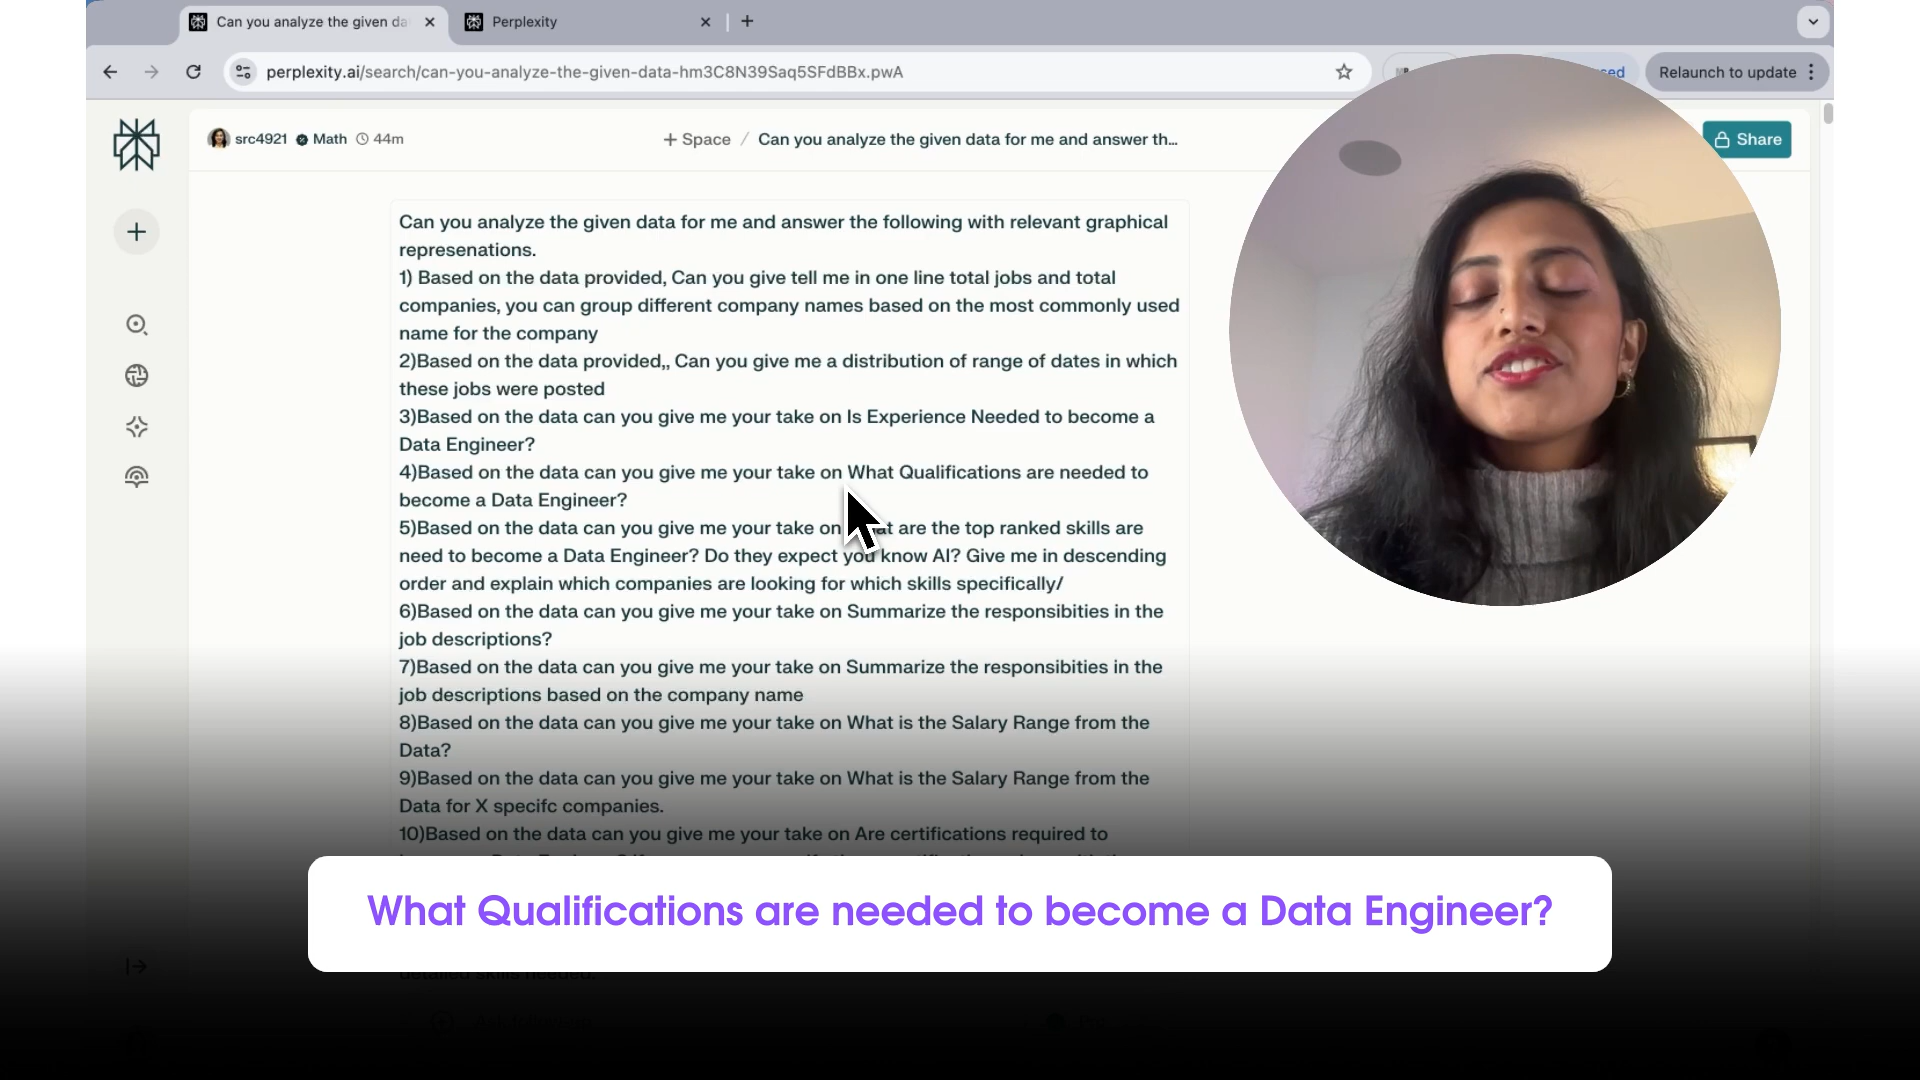 Can you analyze the given da
Perplexity
perplexity.ai/search/can-you-analyze-the-given-data-hm3C8N39Saq5SFdBBx.pwA
Relaunch to update
src4921 Math 44m
Space / Can you analyze the given data for me and answer th...
Share
Can you analyze the given data for me and answer the following with relevant graphical
represenations.
1) Based on the data provided, Can you give tell me in one line total jobs and total
companies, you can group different company names based on the most commonly used
name for the company
2)Based on the data provided,, Can you give me a distribution of range of dates in which
these jobs were posted
3)Based on the data can you give me your take on Is Experience Needed to become a
Data Engineer?
4)Based on the data can you give me your take on What Qualifications are needed to
become a Data Engineer?
5)Based on the data can you give me your take on are the top ranked skills are
need to become a Data Engineer? Do they expect you know AI? Give me in descending
order and explain which companies are looking for which skills specifically/
6)Based on the data can you give me your take on Summarize the responsibities in the
job descriptions?
7)Based on the data can you give me your take on Summarize the responsibities in the
job descriptions based on the company name
8)Based on the data can you give me your take on What is the Salary Range from the
Data?
9)Based on the data can you give me your take on What is the Salary Range from the
Data for X specifc companies.
10)Based on the data can you give me your take on Are certifications required to
What Qualifications are needed to become a Data Engineer?
detailed skills needed.